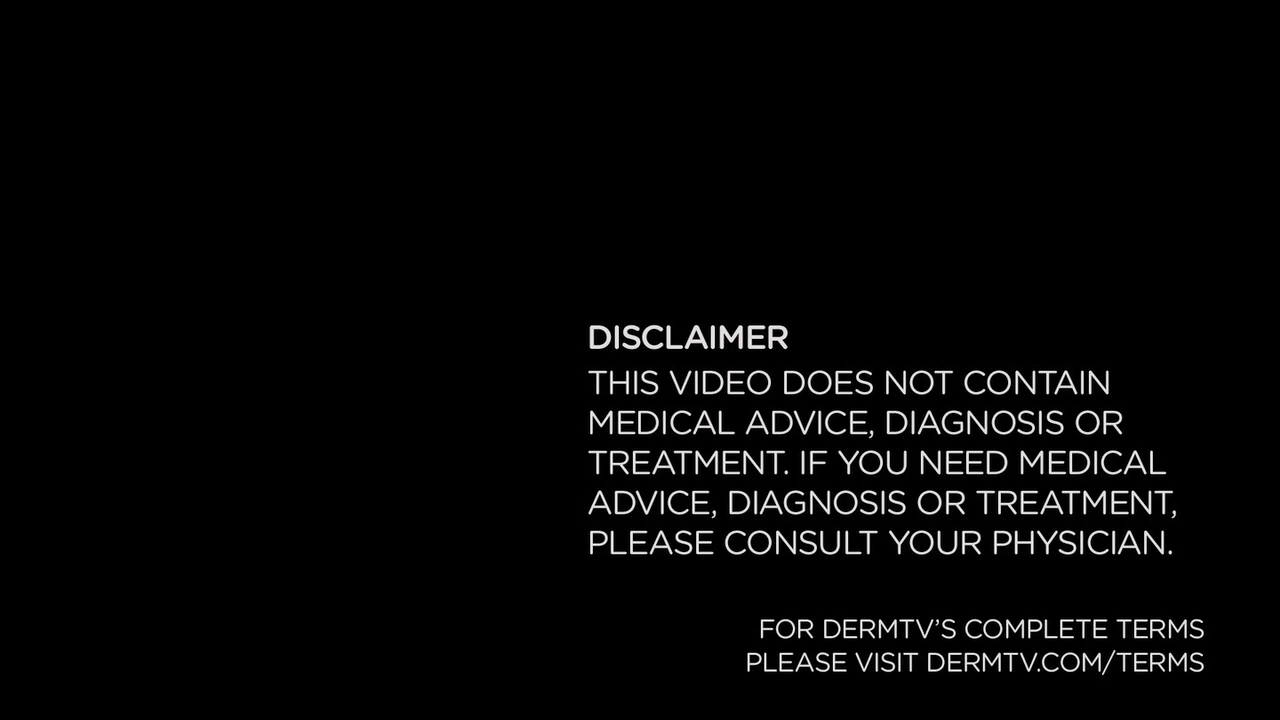 DISCLAIMER
THIS VIDEO DOES NOT CONTAIN
MEDICAL ADVICE, DIAGNOSIS OR
TREATMENT. IF YOU NEED MEDICAL
ADVICE, DIAGNOSIS OR TREATMENT,
PLEASE CONSULT YOUR PHYSICIAN.
FOR DERMTV’S COMPLETE TERMS
PLEASE VISIT DERMTV.COM/TERMS